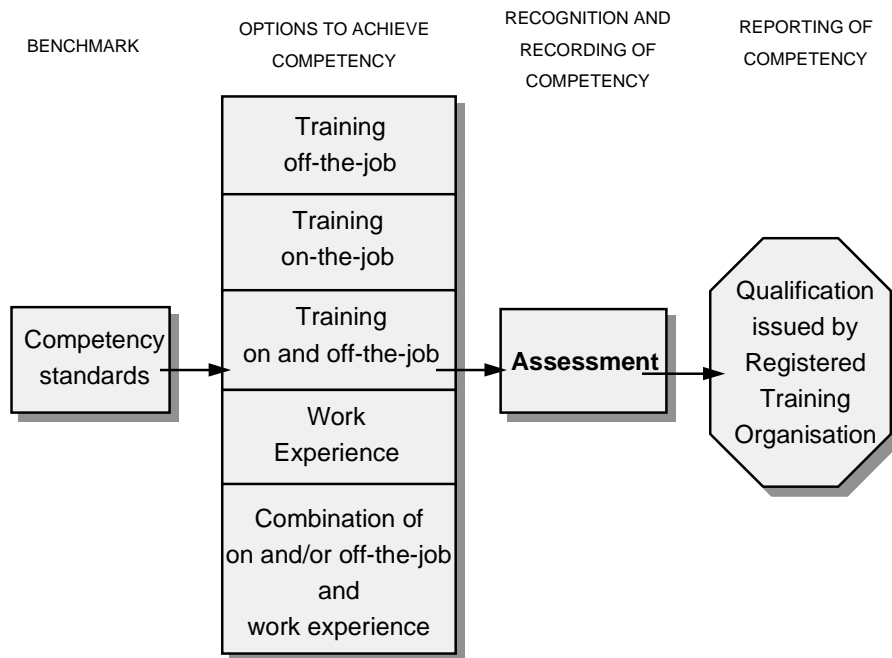 BENCHMARK
OPTIONS TO ACHIEVE
COMPETENCY
RECOGNITION AND
RECORDING OF
COMPETENCY
REPORTING OF
COMPETENCY
Competency
standards
Training
off-the-job
Training
on-the-job
Training
on and off-the-job
Work
Experience
Combination of
on and/or off-the-job
and
work experience
Assessment
Qualification
issued by
Registered
Training
Organisation